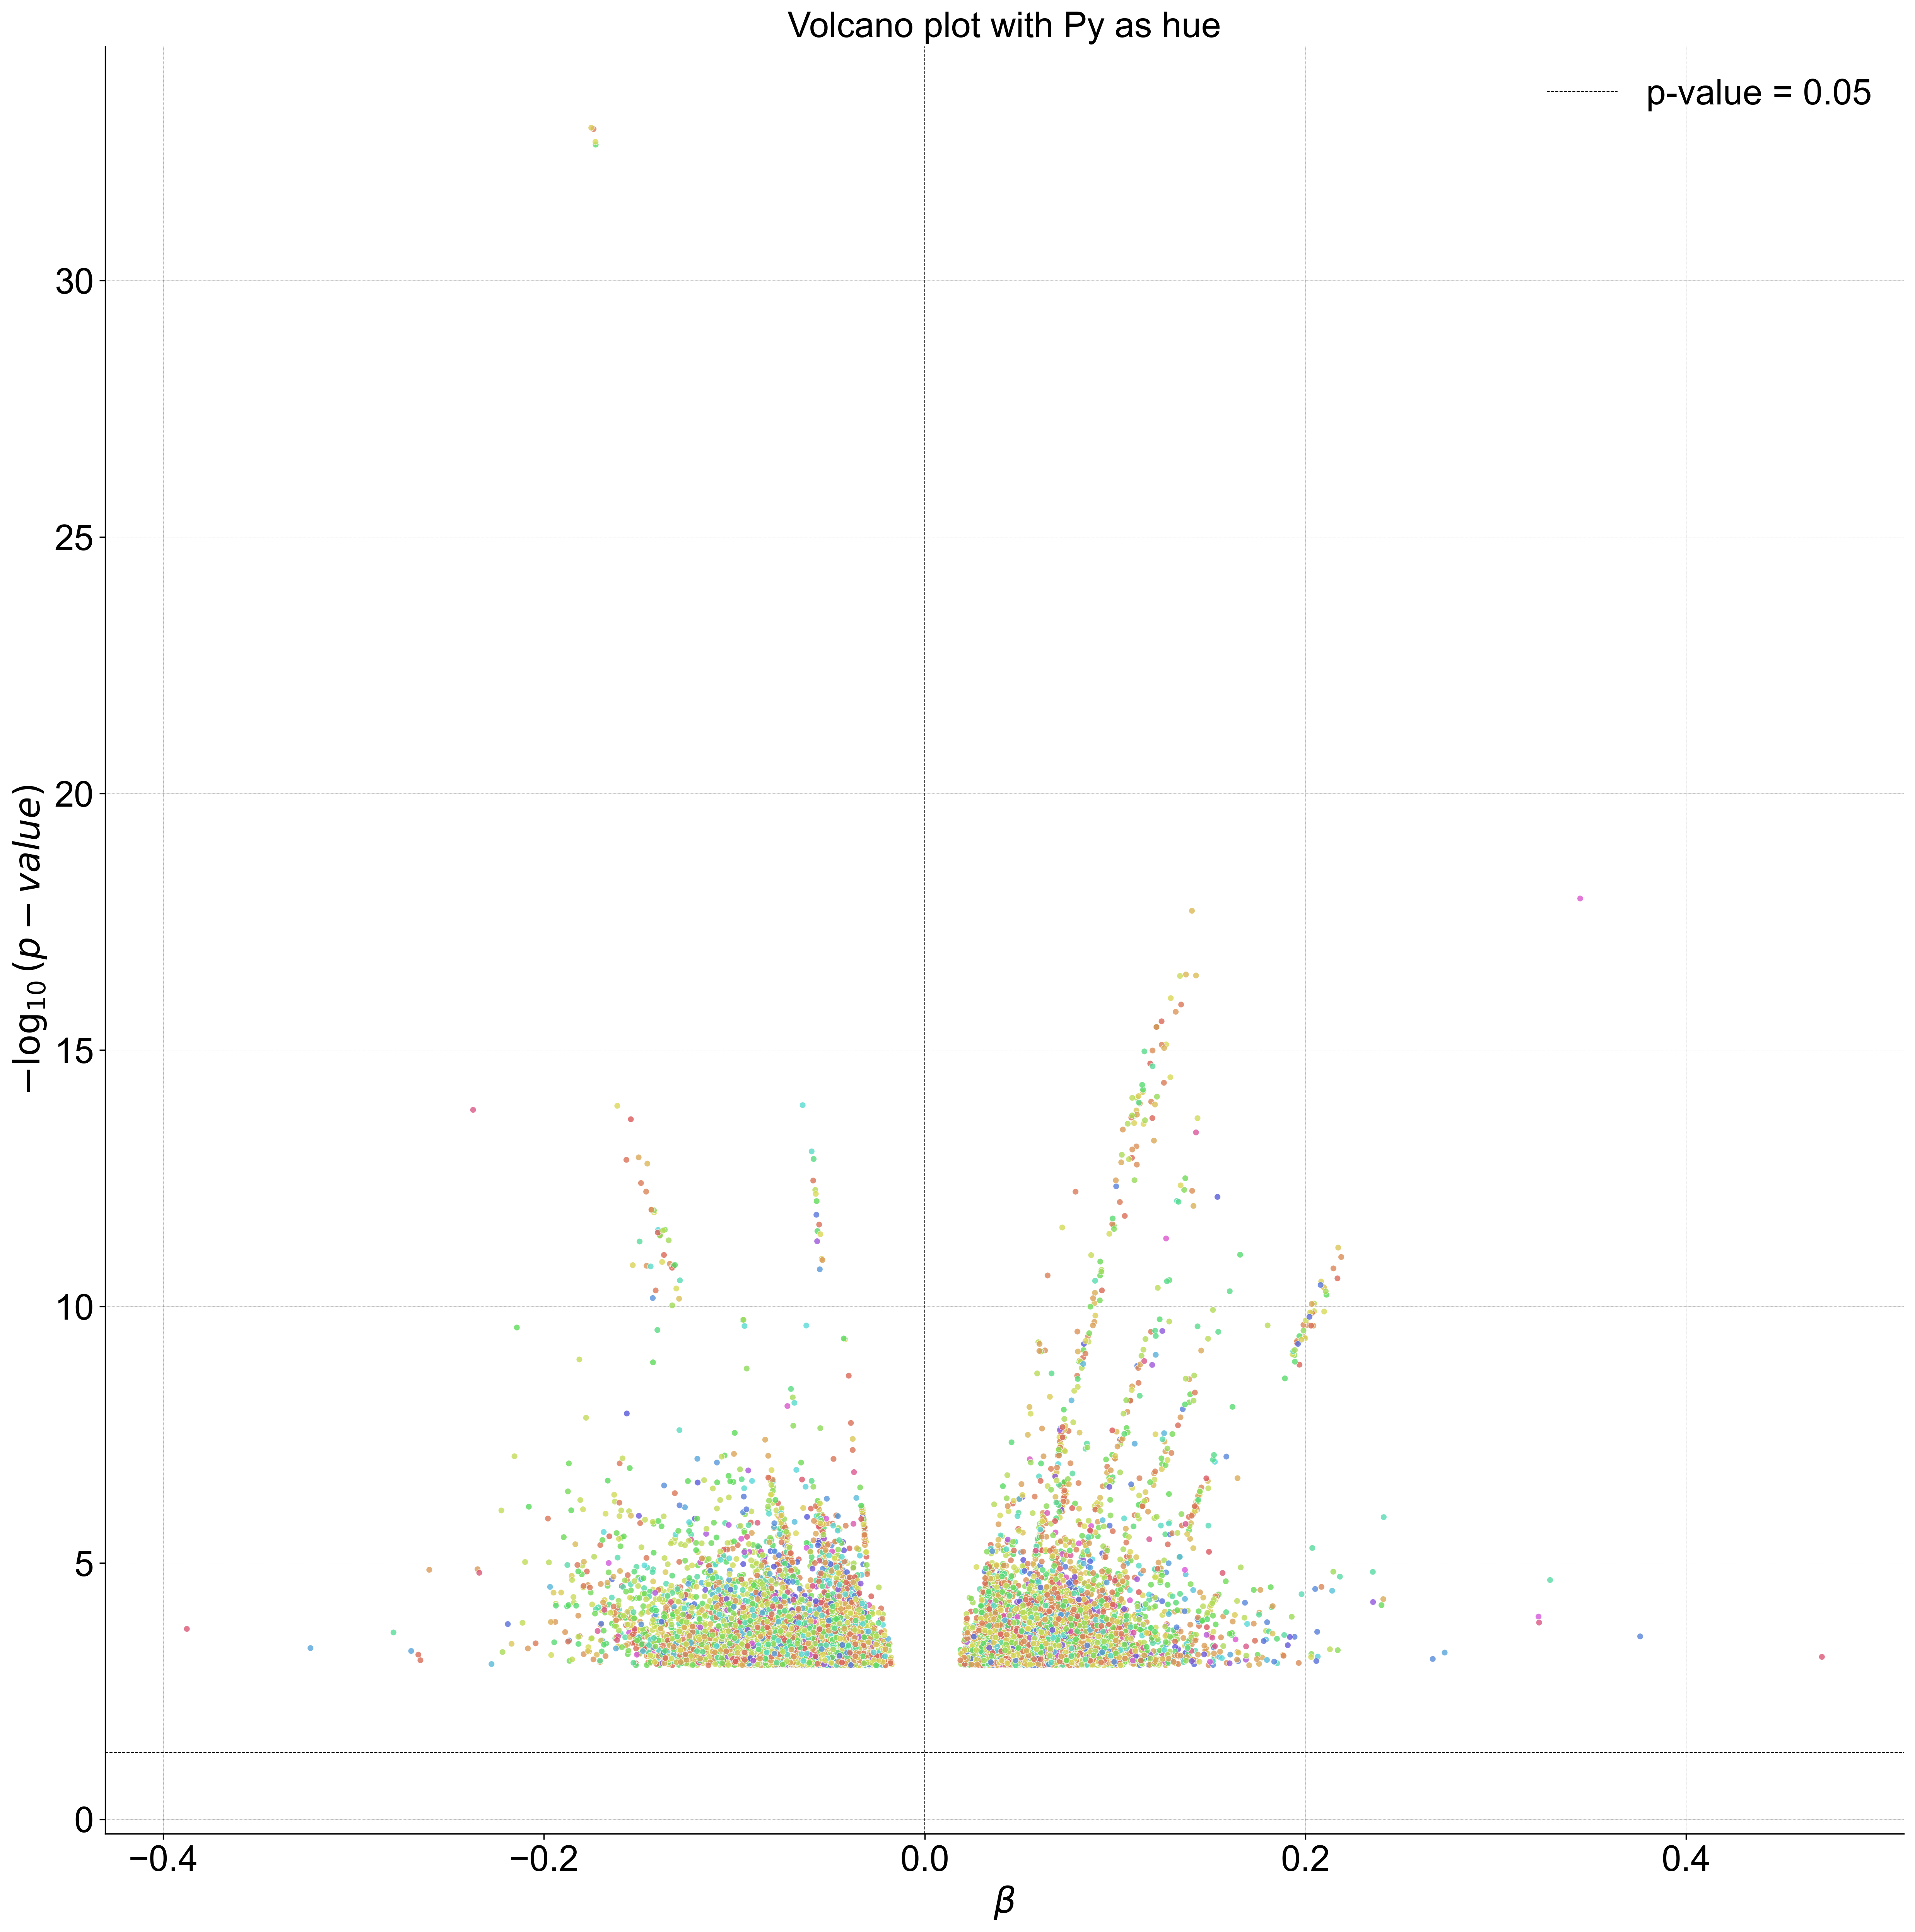 Volcano plot with Py as hue
p-value = 0.05
30
25
20
15
10
5
0
−log₁₀ (p − value)
−0.4 −0.2 0.0 0.2 0.4
β